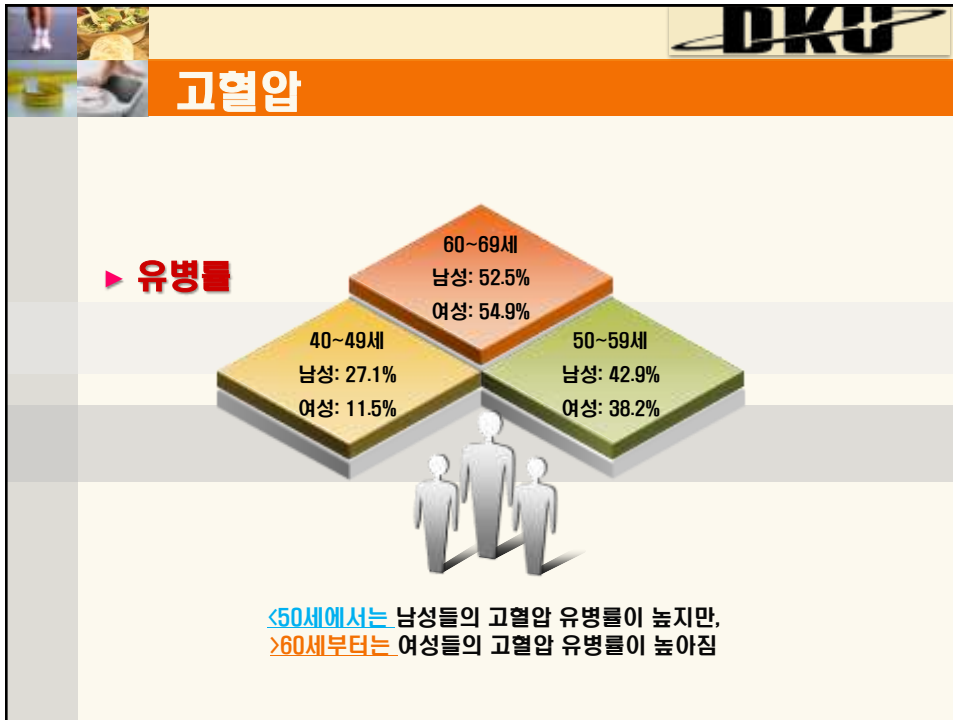 DKU
고혈압
► 유병률
60~69세
남성: 52.5%
여성: 54.9%
40~49세
남성: 27.1%
여성: 11.5%
50~59세
남성: 42.9%
여성: 38.2%
<50세에서는 남성들의 고혈압 유병률이 높지만,
>60세부터는 여성들의 고혈압 유병률이 높아짐